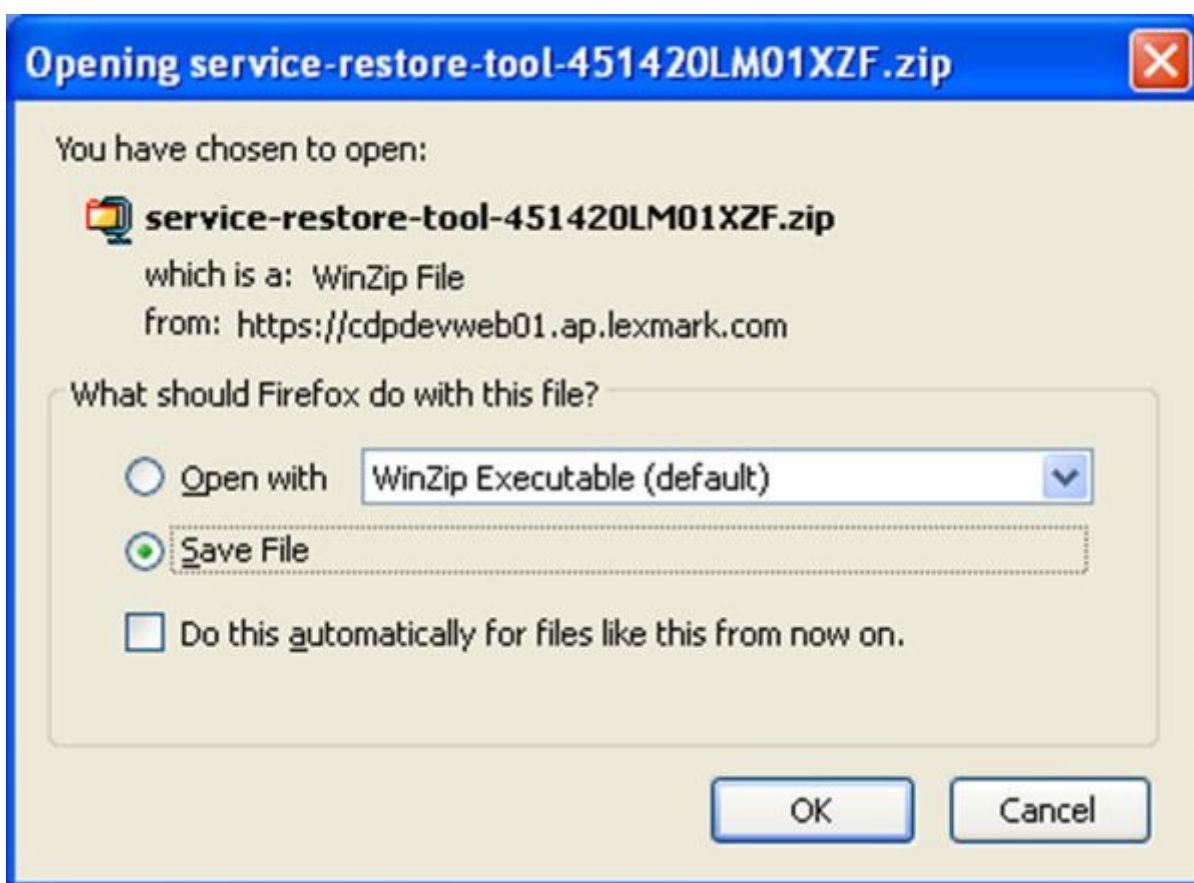 Opening service-restore-tool-451420LM01XZF.zip
You have chosen to open:
service-restore-tool-451420LM01XZF.zip
which is a: WinZip File
from: https://cdpdevweb01.ap.lexmark.com
What should Firefox do with this file?
Open with WinZip Executable (default)
Save File
Do this automatically for files like this from now on.
OK Cancel